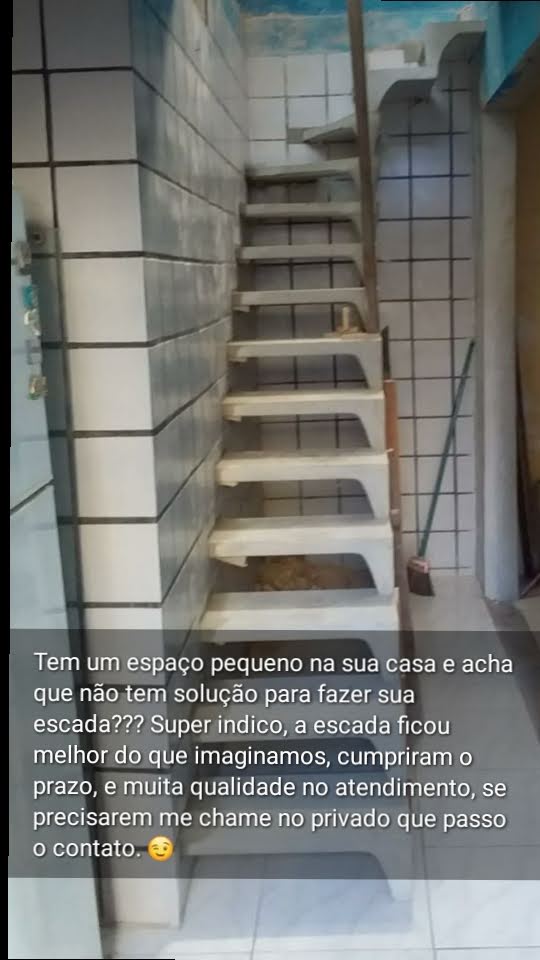 Tem um espaço pequeno na sua casa e acha
que não tem solução para fazer sua
escada??? Super indico, a escada ficou
melhor do que imaginamos, cumpriram o
prazo, e muita qualidade no atendimento, se
precisarem me chame no privado que passo
o contato. 😉